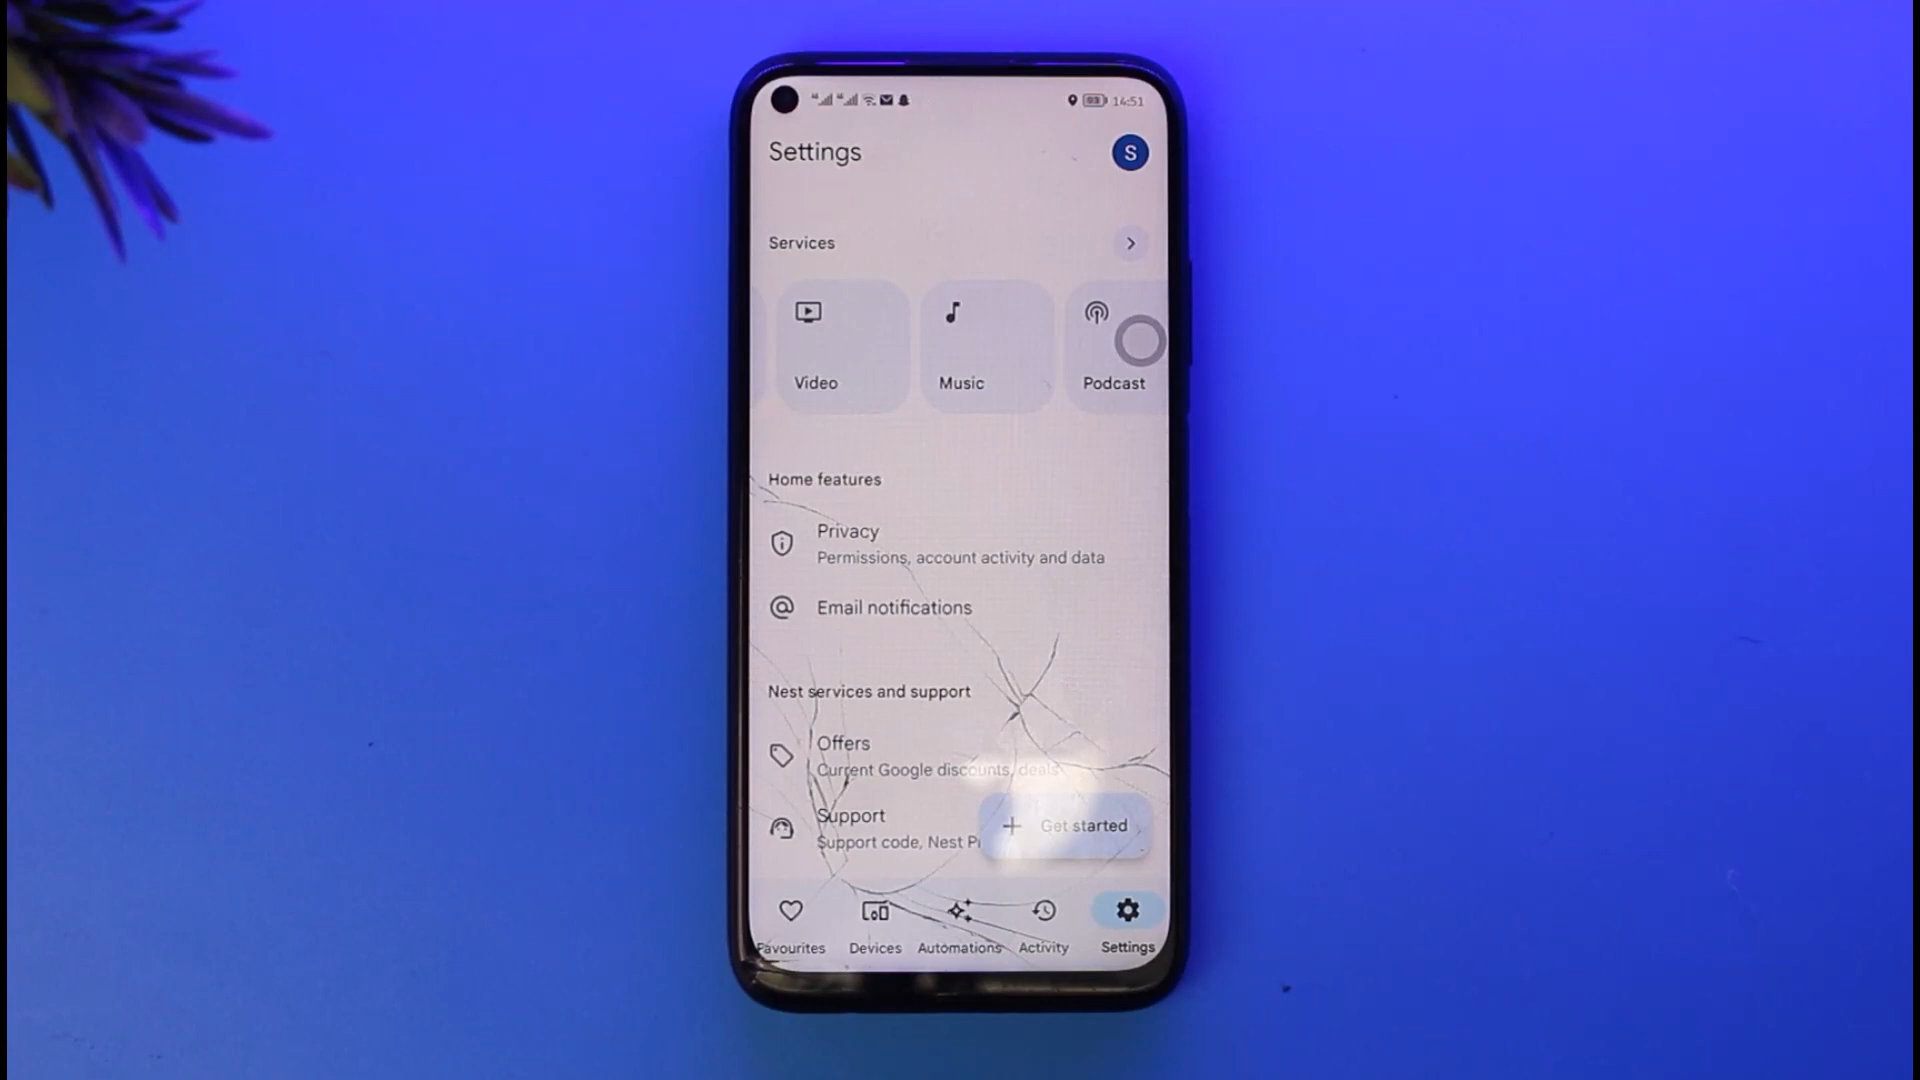 14:51
Settings
S
Services
Video
Music
Podcast
Home features
Privacy
Permissions, account activity and data
Email notifications
Nest services and support
Offers
Current Google discounts, deals
Support
Support code, Nest P
Get started
Favourites
Devices
Automations
Activity
Settings